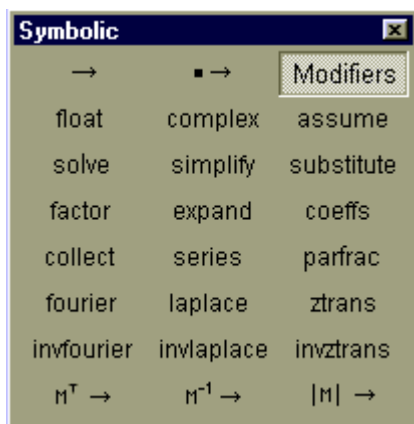 Symbolic
→ ▪ → Modifiers
float complex assume
solve simplify substitute
factor expand coeffs
collect series parfrac
fourier laplace ztrans
invfourier invlaplace invztrans
Mᵀ → M⁻¹ → |M| →